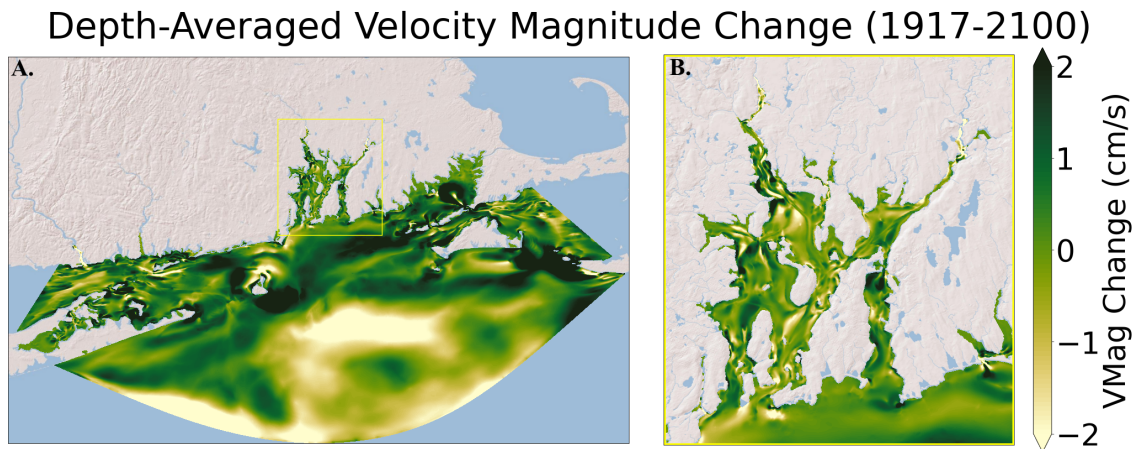 Depth-Averaged Velocity Magnitude Change (1917-2100)
A.
B.
2
1
0
−1
−2
VMag Change (cm/s)